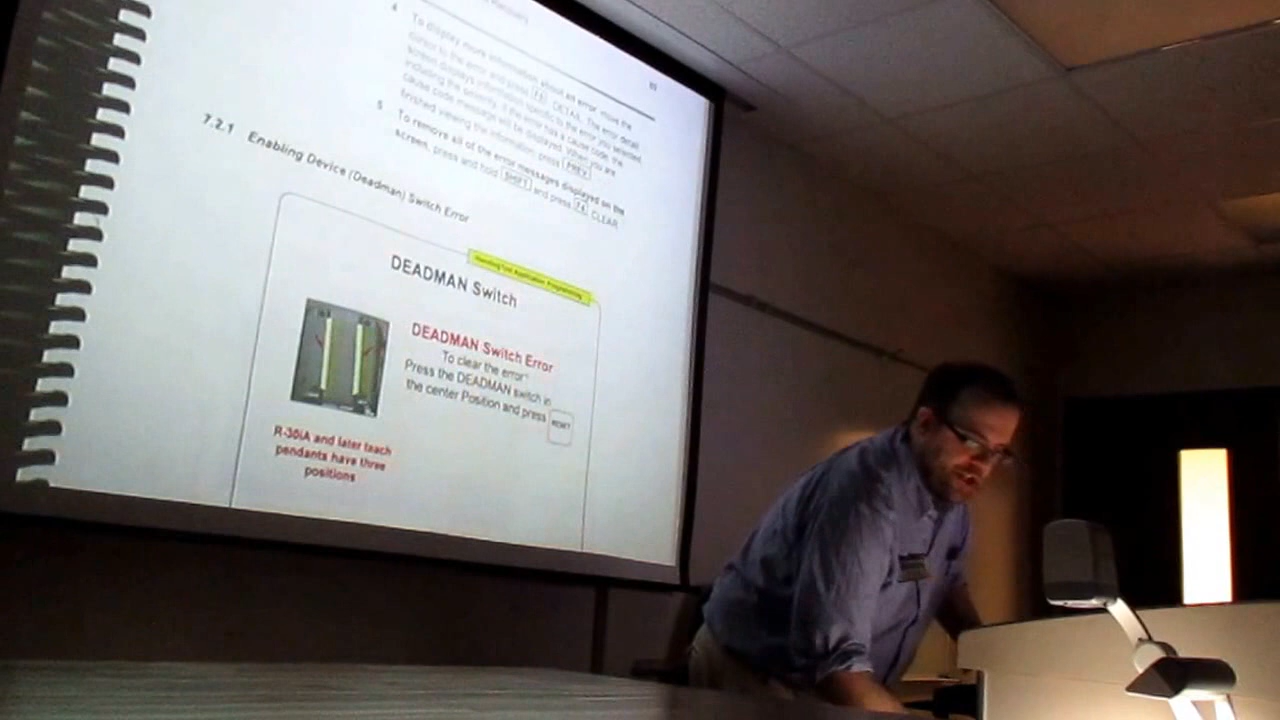 4 To display more information about an error, move the
cursor to the error and press F5, DETAIL. The error detail
screen displays information specific to the error you selected,
including the severity. If the error has a cause code, the
cause code message will be displayed. When you are
finished viewing the information, press PREV.
5 To remove all of the error messages displayed on the
screen, press and hold SHIFT and press F4, CLEAR
7.2.1 Enabling Device (Deadman) Switch Error
HandlingTool Application Programming
DEADMAN Switch
DEADMAN Switch Error
To clear the error"
Press the DEADMAN switch in
the center Position and press RESET
R-30iA and later teach
pendants have three
positions